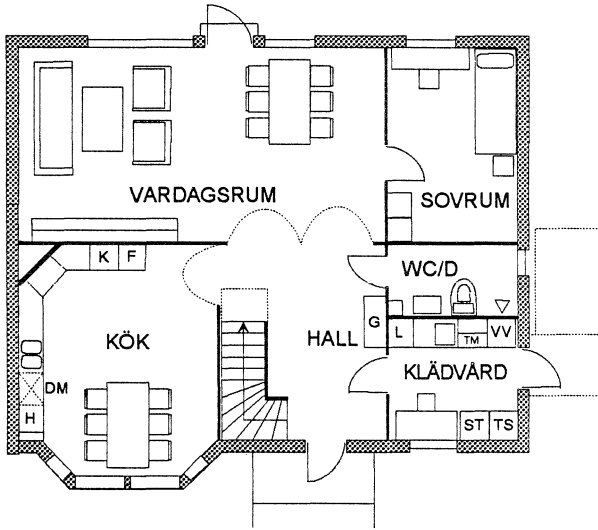 VARDAGSRUM
SOVRUM
K F
WC/D
KÖK
HALL
G
L
TM
VV
KLÄDVÅRD
DM
H
ST TS